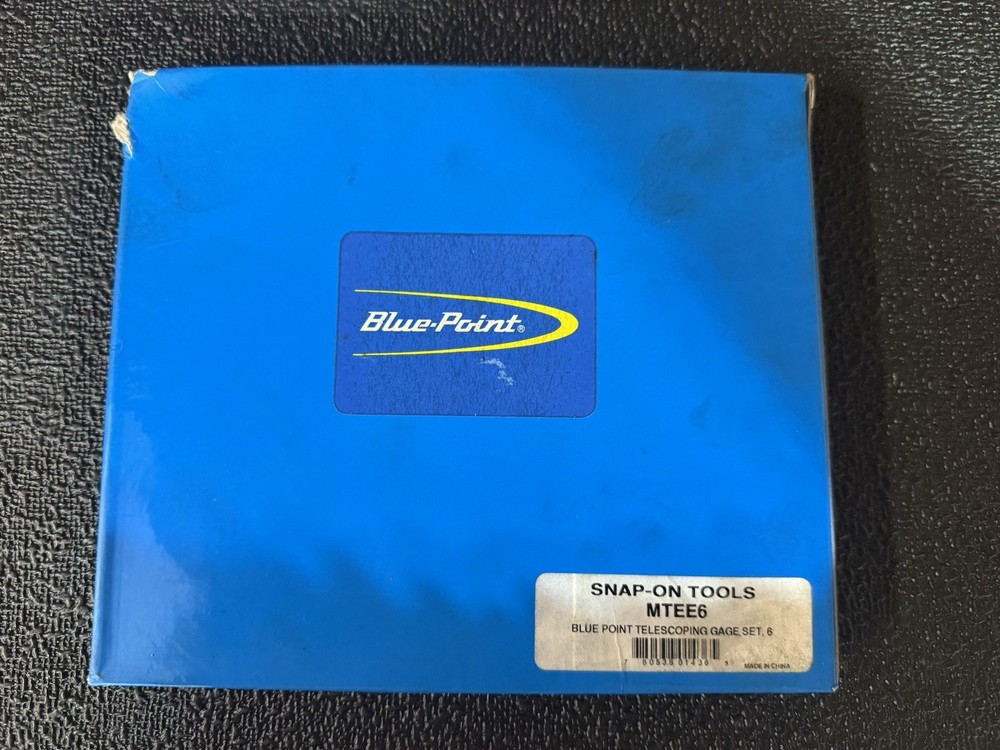 Blue-Point®
SNAP-ON TOOLS
MTEE6
BLUE POINT TELESCOPING GAGE SET, 6
MADE IN CHINA